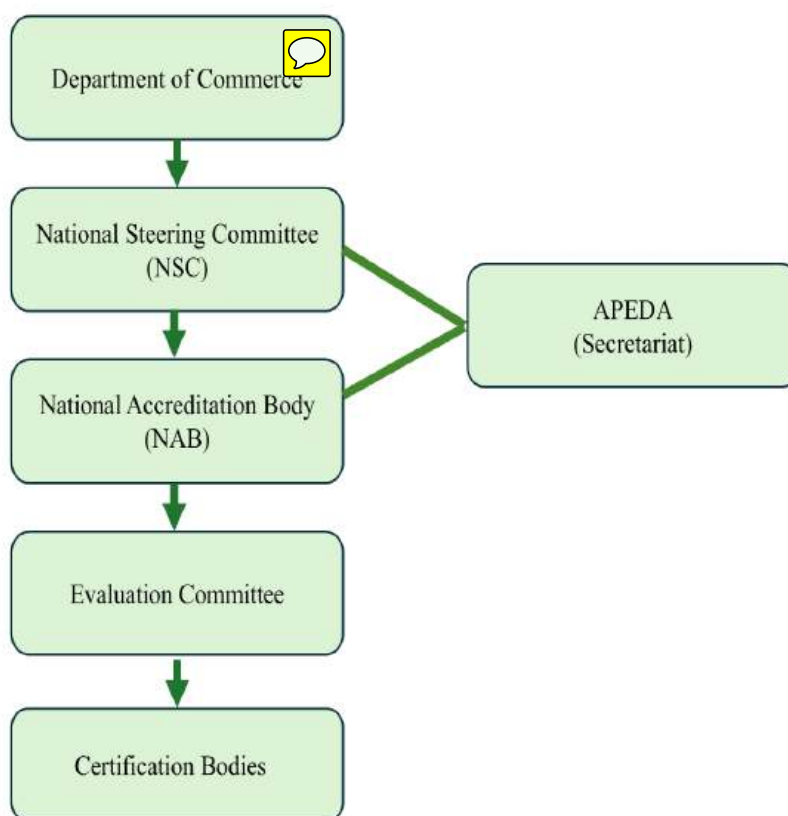 Department of Commerce
National Steering Committee
(NSC)
APEDA
(Secretariat)
National Accreditation Body
(NAB)
Evaluation Committee
Certification Bodies